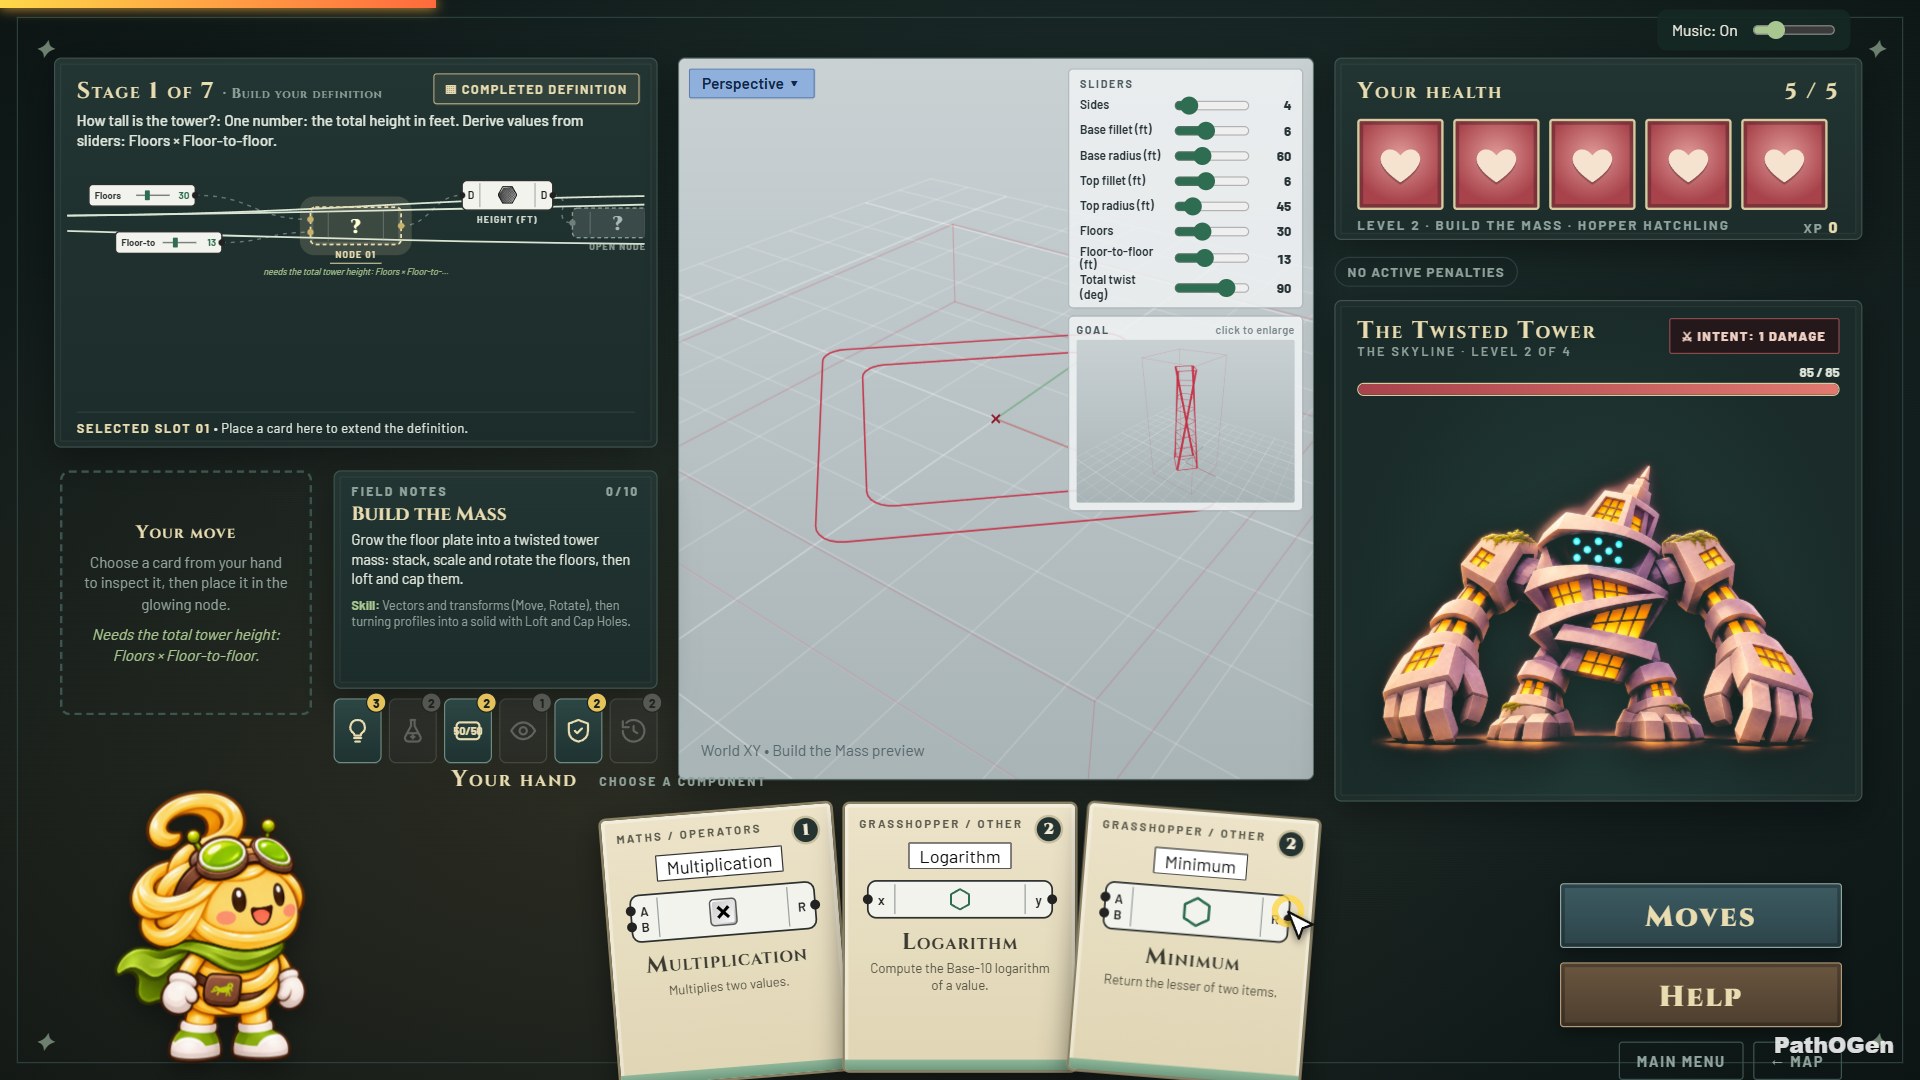 Music: On
STAGE 1 OF 7 · BUILD YOUR DEFINITION
COMPLETED DEFINITION
How tall is the tower?: One number: the total height in feet. Derive values from
sliders: Floors × Floor-to-floor.
Floors 30
Floor-to 13
?
NODE 01
needs the total tower height: Floors × Floor-to-...
D D
HEIGHT (FT)
?
OPEN NODE
SELECTED SLOT 01 • Place a card here to extend the definition.
YOUR MOVE
Choose a card from your hand
to inspect it, then place it in the
glowing node.
Needs the total tower height:
Floors × Floor-to-floor.
FIELD NOTES 0/10
BUILD THE MASS
Grow the floor plate into a twisted tower
mass: stack, scale and rotate the floors, then
loft and cap them.
Skill: Vectors and transforms (Move, Rotate), then
turning profiles into a solid with Loft and Cap Holes.
3 2 2 1 2 2
50/50
Perspective ▼
SLIDERS
Sides 4
Base fillet (ft) 6
Base radius (ft) 60
Top fillet (ft) 6
Top radius (ft) 45
Floors 30
Floor-to-floor
(ft) 13
Total twist
(deg) 90
GOAL click to enlarge
World XY • Build the Mass preview
YOUR HEALTH 5 / 5
LEVEL 2 · BUILD THE MASS · HOPPER HATCHLING XP 0
NO ACTIVE PENALTIES
THE TWISTED TOWER
THE SKYLINE · LEVEL 2 OF 4
INTENT: 1 DAMAGE
85 / 85
YOUR HAND CHOOSE A COMPONENT
MATHS / OPERATORS 1
Multiplication
A
B
R
MULTIPLICATION
Multiplies two values.
GRASSHOPPER / OTHER 2
Logarithm
x y
LOGARITHM
Compute the Base-10 logarithm
of a value.
GRASSHOPPER / OTHER 2
Minimum
A
B
MINIMUM
Return the lesser of two items.
MOVES
HELP
MAIN MENU
← MAP
PathOGen